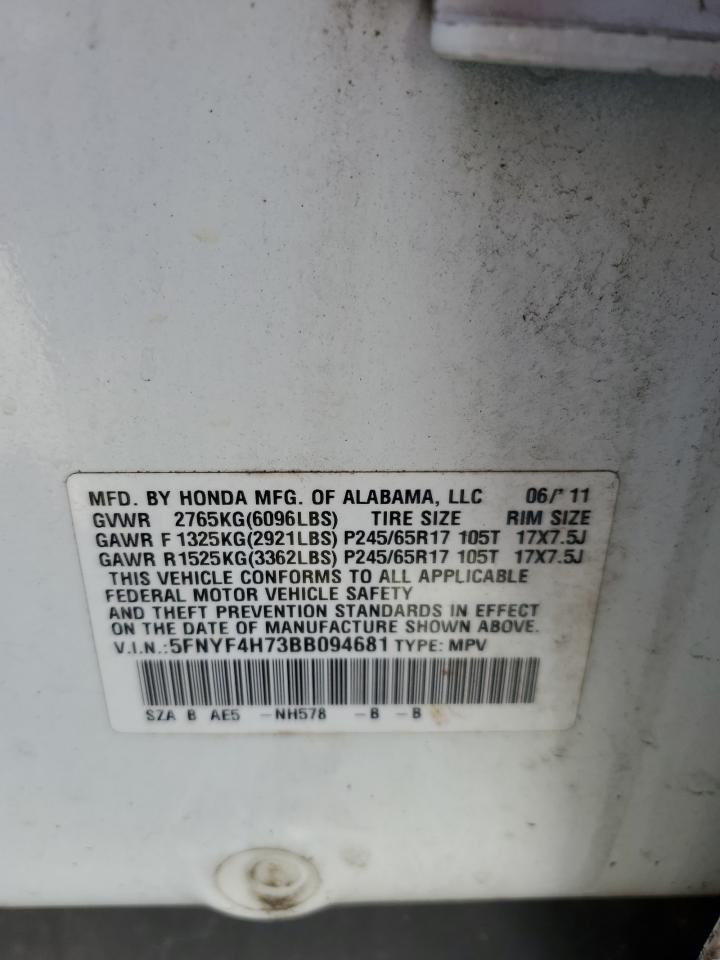 MFD. BY HONDA MFG. OF ALABAMA, LLC 06/'11
GVWR 2765KG(6096LBS) TIRE SIZE RIM SIZE
GAWR F 1325KG(2921LBS) P245/65R17 105T 17X7.5J
GAWR R1525KG(3362LBS) P245/65R17 105T 17X7.5J
THIS VEHICLE CONFORMS TO ALL APPLICABLE
FEDERAL MOTOR VEHICLE SAFETY
AND THEFT PREVENTION STANDARDS IN EFFECT
ON THE DATE OF MANUFACTURE SHOWN ABOVE.
V.I.N.:5FNYF4H73BB094681 TYPE: MPV
SZA B AE5 -NH578 -B -B